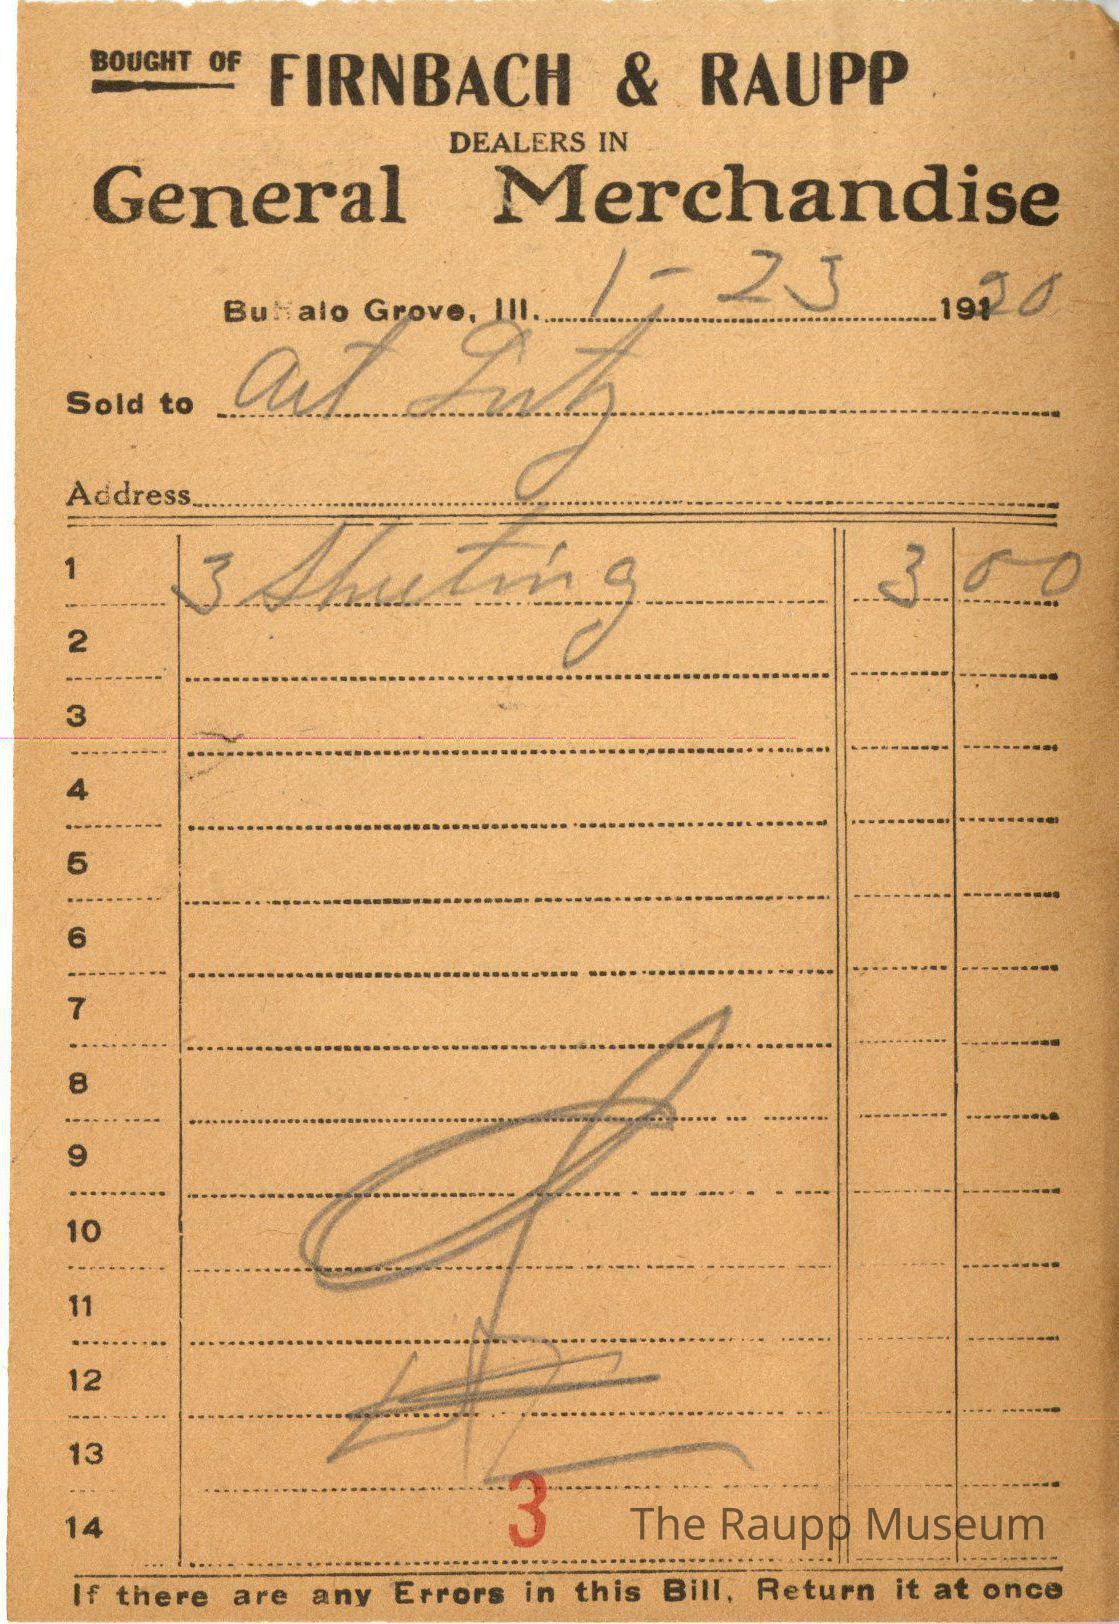 BOUGHT OF FIRNBACH & RAUPP
DEALERS IN
General Merchandise
Buffalo Grove, Ill. 1-23 1920
Sold to Art
Address
1 3 Sheeting 3 00
2
3
4
5
6
7
8
9
10
11
12
13
14
3
The Raupp Museum
If there are any Errors in this Bill, Return it at once